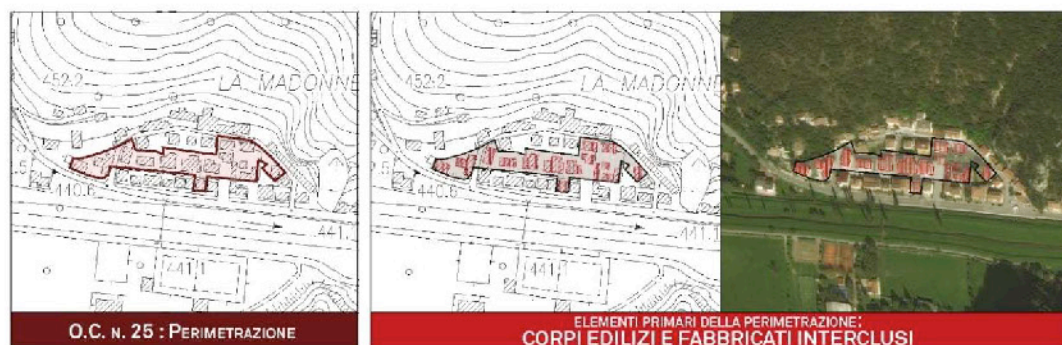 452.2
LA MADONNE
440.6
441.
441.1
O.C. N. 25 : PERIMETRAZIONE
452.2
LA MADONNE
440.6
441.1
441.1
ELEMENTI PRIMARI DELLA PERIMETRAZIONE:
CORPI EDILIZI E FABBRICATI INTERCLUSI